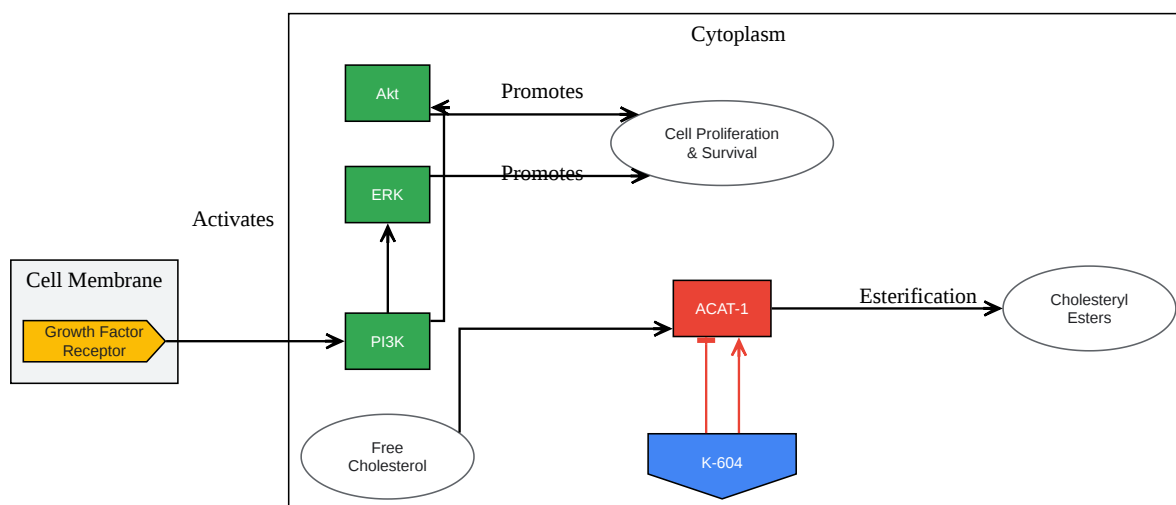 Cytoplasm
Akt
Promotes
Cell Proliferation
& Survival
ERK
Promotes
Activates
Cell Membrane
Growth Factor
Receptor
PI3K
ACAT-1
Esterification
Cholesteryl
Esters
Free
Cholesterol
K-604